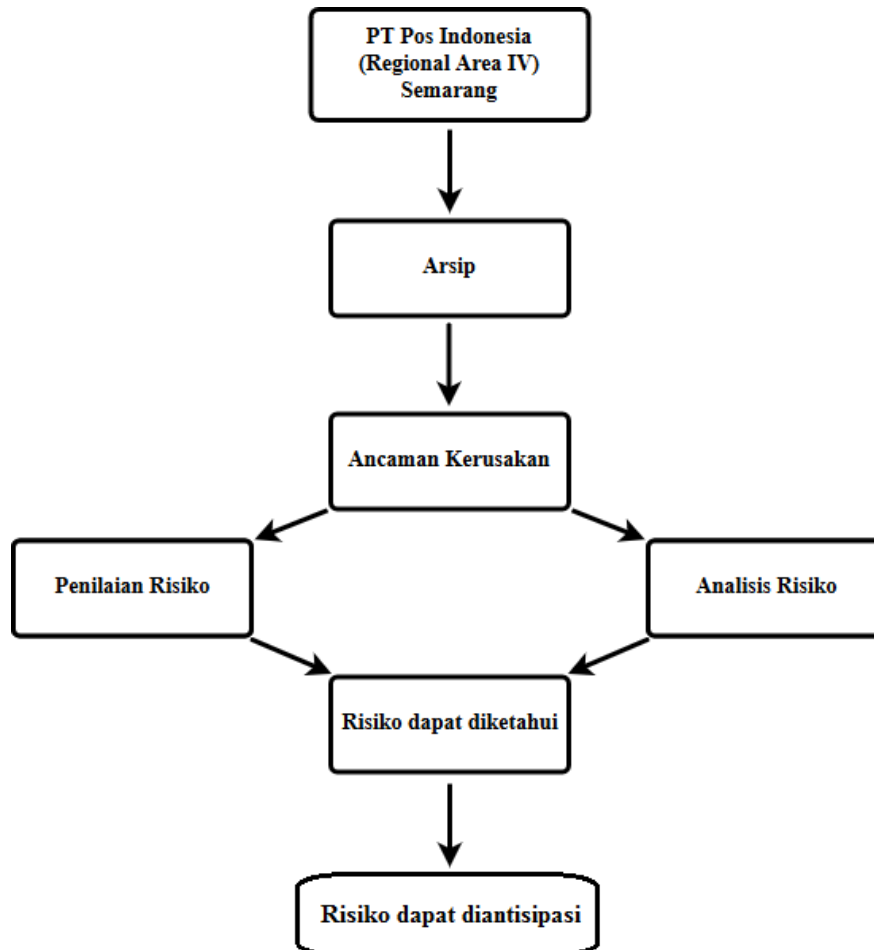 PT Pos Indonesia
(Regional Area IV)
Semarang
Arsip
Ancaman Kerusakan
Penilaian Risiko
Analisis Risiko
Risiko dapat diketahui
Risiko dapat diantisipasi